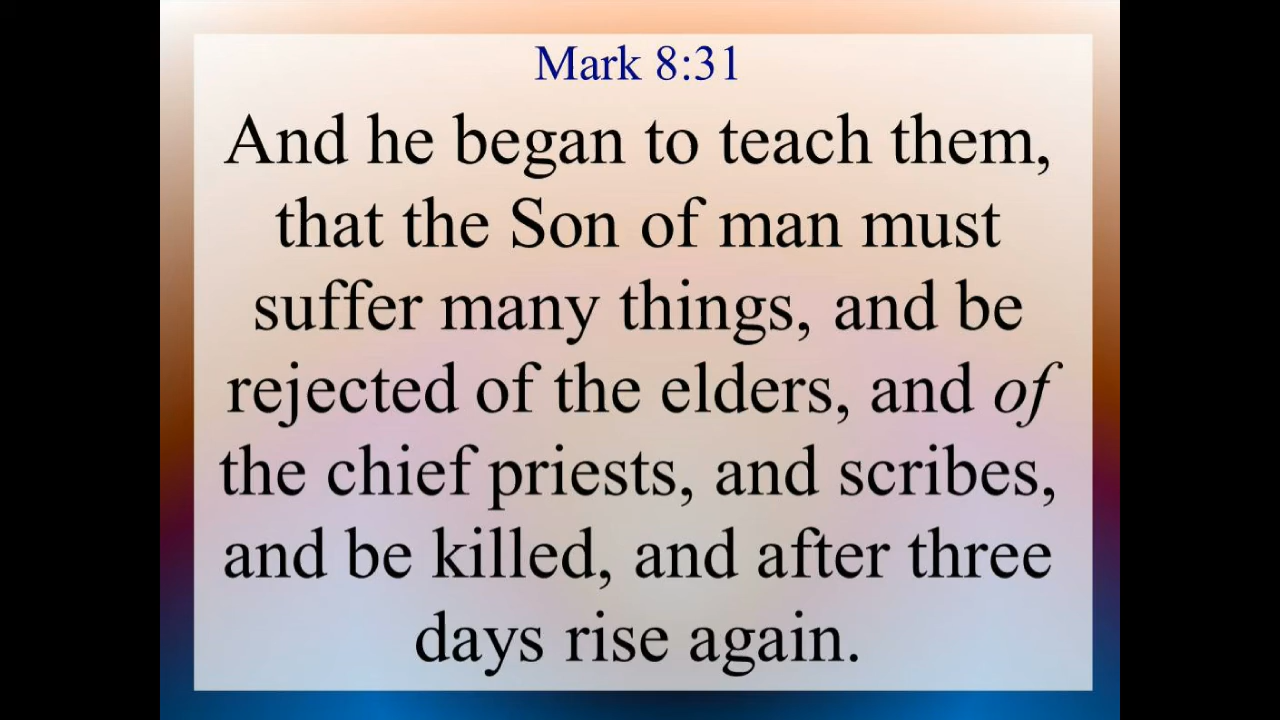 Mark 8:31
And he began to teach them,
that the Son of man must
suffer many things, and be
rejected of the elders, and of
the chief priests, and scribes,
and be killed, and after three
days rise again.